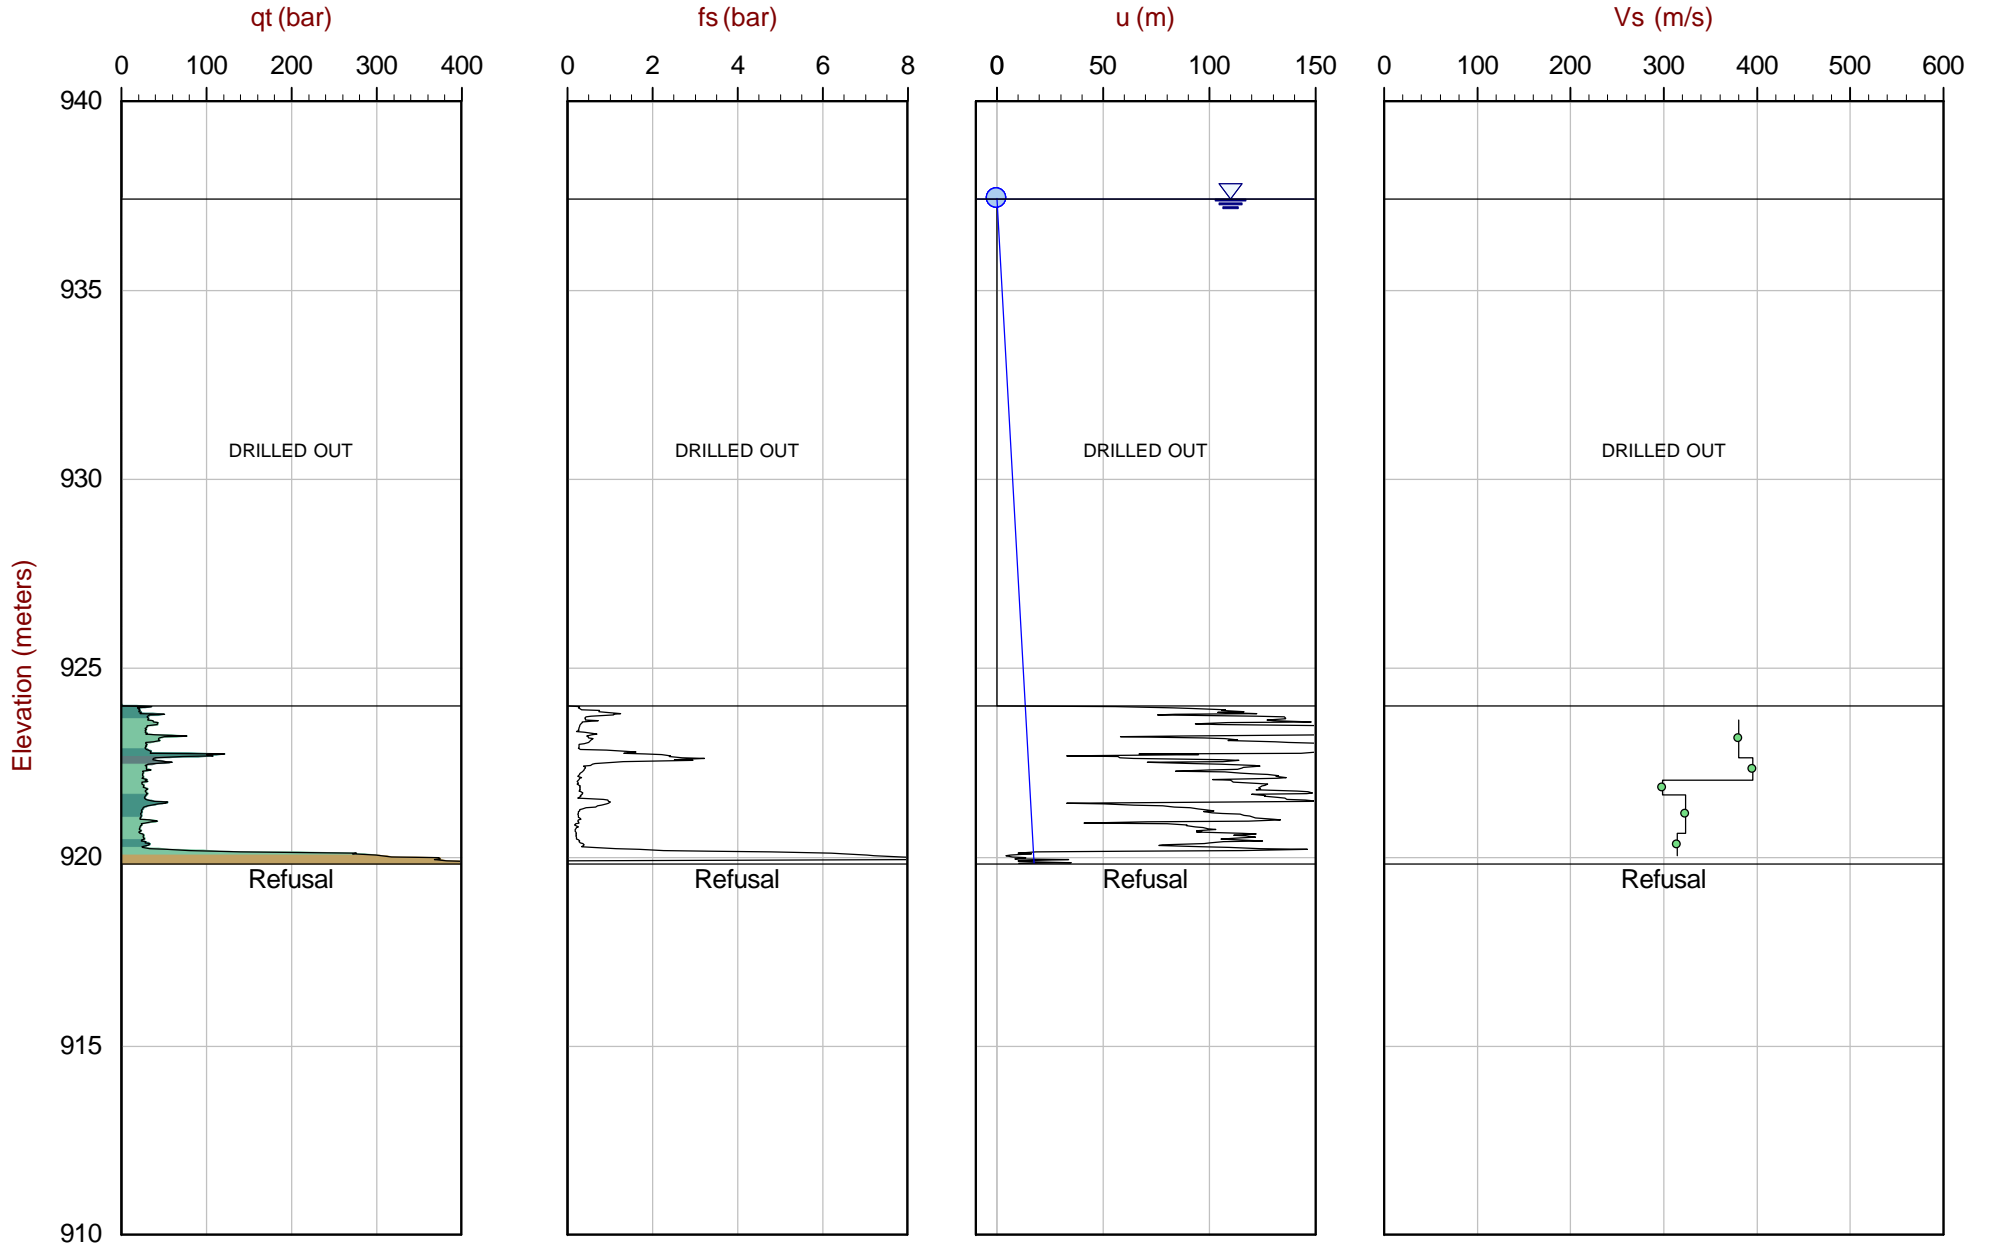 qt (bar) fs (bar) u (m) Vs (m/s)
0 100 200 300 400 0 2 4 6 8 0 50 100 150 0 100 200 300 400 500 600
940
935
DRILLED OUT DRILLED OUT DRILLED OUT DRILLED OUT
930
Elevation (meters)
925
920
Refusal Refusal Refusal Refusal
915
910